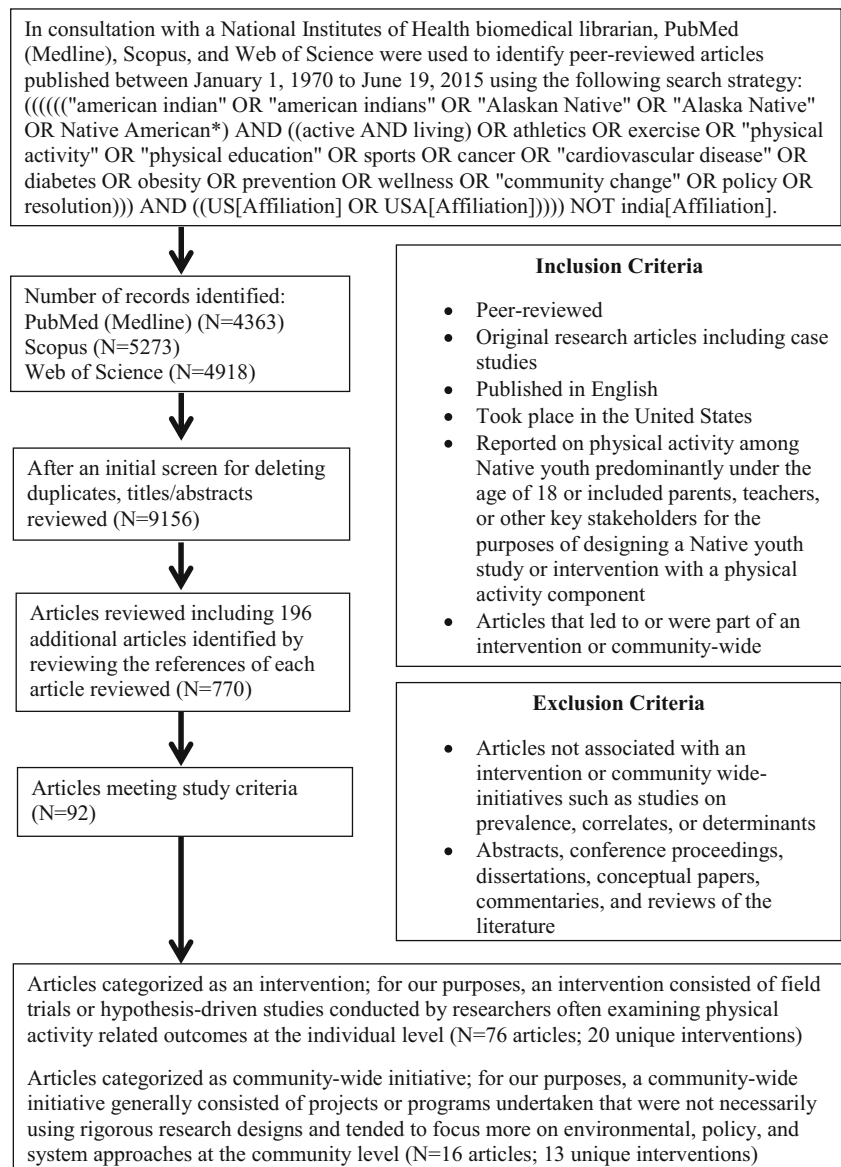 In consultation with a National Institutes of Health biomedical librarian, PubMed
(Medline), Scopus, and Web of Science were used to identify peer-reviewed articles
published between January 1, 1970 to June 19, 2015 using the following search strategy:
(((((("american indian" OR "american indians" OR "Alaskan Native" OR "Alaska Native"
OR Native American*) AND ((active AND living) OR athletics OR exercise OR "physical
activity" OR "physical education" OR sports OR cancer OR "cardiovascular disease" OR
diabetes OR obesity OR prevention OR wellness OR "community change" OR policy OR
resolution))) AND ((US[Affiliation] OR USA[Affiliation])))) NOT india[Affiliation].
Number of records identified:
PubMed (Medline) (N=4363)
Scopus (N=5273)
Web of Science (N=4918)
After an initial screen for deleting
duplicates, titles/abstracts
reviewed (N=9156)
Articles reviewed including 196
additional articles identified by
reviewing the references of each
article reviewed (N=770)
Articles meeting study criteria
(N=92)
Inclusion Criteria
• Peer-reviewed
• Original research articles including case
studies
• Published in English
• Took place in the United States
• Reported on physical activity among
Native youth predominantly under the
age of 18 or included parents, teachers,
or other key stakeholders for the
purposes of designing a Native youth
study or intervention with a physical
activity component
• Articles that led to or were part of an
intervention or community-wide
Exclusion Criteria
• Articles not associated with an
intervention or community wide-
initiatives such as studies on
prevalence, correlates, or determinants
• Abstracts, conference proceedings,
dissertations, conceptual papers,
commentaries, and reviews of the
literature
Articles categorized as an intervention; for our purposes, an intervention consisted of field
trials or hypothesis-driven studies conducted by researchers often examining physical
activity related outcomes at the individual level (N=76 articles; 20 unique interventions)
Articles categorized as community-wide initiative; for our purposes, a community-wide
initiative generally consisted of projects or programs undertaken that were not necessarily
using rigorous research designs and tended to focus more on environmental, policy, and
system approaches at the community level (N=16 articles; 13 unique interventions)